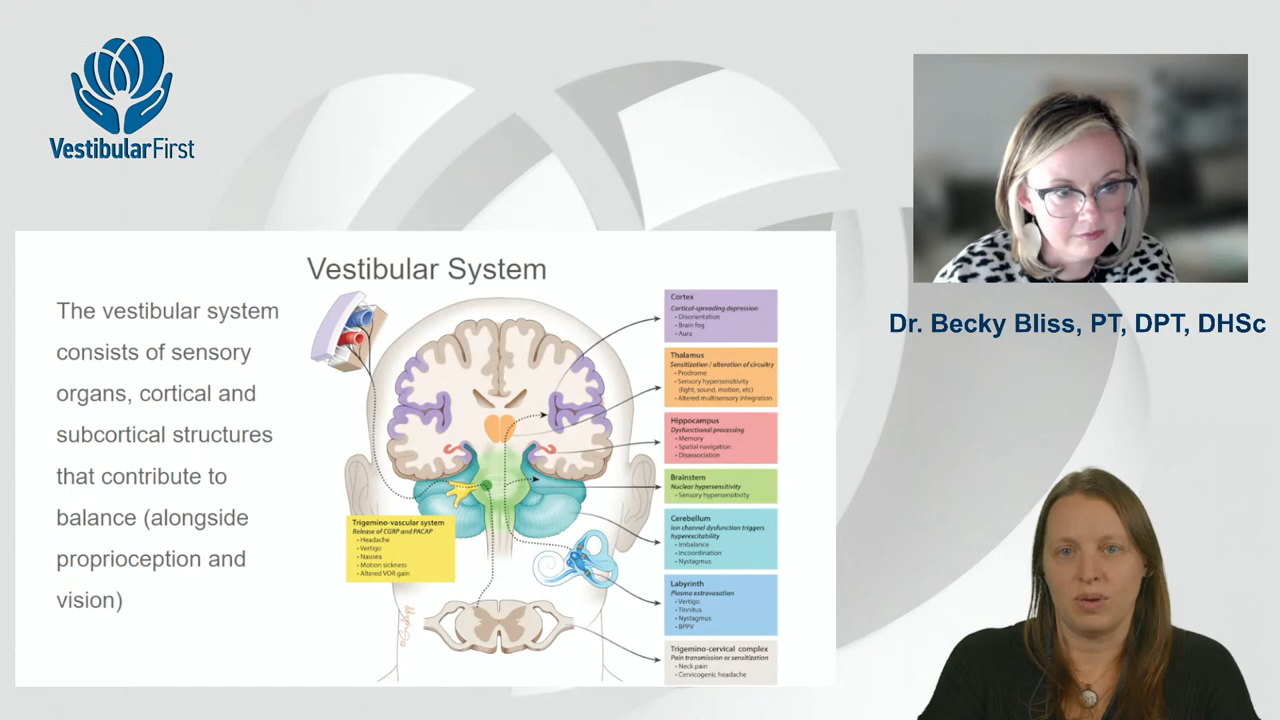 VestibularFirst
Dr. Becky Bliss, PT, DPT, DHSc
Vestibular System
The vestibular system
consists of sensory
organs, cortical and
subcortical structures
that contribute to
balance (alongside
proprioception and
vision)
Cortex
Cortical-spreading depression
• Disorientation
• Brain fog
• Aura
Thalamus
Sensitization / alteration of circuitry
• Prodrome
• Sensory hypersensitivity
(light, sound, motion, etc)
• Altered multisensory integration
Hippocampus
Dysfunctional processing
• Memory
• Spatial navigation
• Disassociation
Brainstem
Nuclear hypersensitivity
• Sensory hypersensitivity
Cerebellum
Ion channel dysfunction triggers
hyperexcitability
• Imbalance
• Incoordination
• Nystagmus
Labyrinth
Plasma extravasation
• Vertigo
• Tinnitus
• Nystagmus
• BPPV
Trigemino-cervical complex
Pain transmission or sensitization
• Neck pain
• Cervicogenic headache
Trigemino-vascular system
Release of CGRP and PACAP
• Headache
• Vertigo
• Nausea
• Motion sickness
• Altered VOR gain